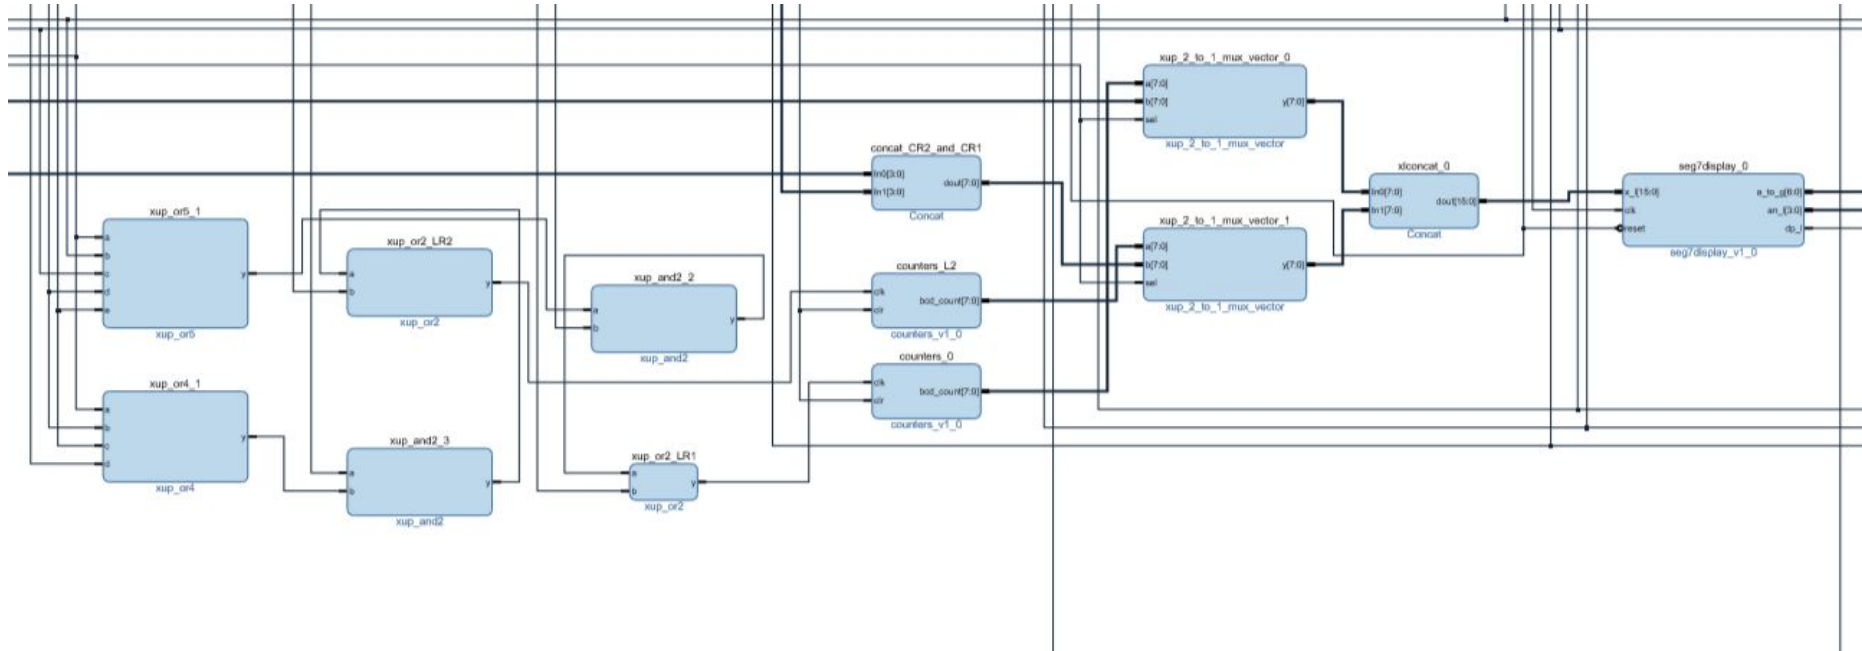 xup_or5_1
a
b
c
d
e
y
xup_or5
xup_or4_1
a
b
c
d
y
xup_or4
xup_or2_LR2
a
b
y
xup_or2
xup_and2_3
a
b
y
xup_and2
xup_and2_2
a
b
y
xup_and2
xup_or2_LR1
a
b
y
xup_or2
concat_CR2_and_CR1
In0[3:0]
In1[3:0]
dout[7:0]
Concat
counters_L2
clk
clr
bcd_count[7:0]
counters_v1_0
counters_0
clk
clr
bcd_count[7:0]
counters_v1_0
xup_2_to_1_mux_vector_0
a[7:0]
b[7:0]
sel
y[7:0]
xup_2_to_1_mux_vector
xup_2_to_1_mux_vector_1
a[7:0]
b[7:0]
sel
y[7:0]
xup_2_to_1_mux_vector
xlconcat_0
In0[7:0]
In1[7:0]
dout[15:0]
Concat
seg7display_0
x_l[15:0]
clk
reset
a_to_g[6:0]
an_l[3:0]
dp_l
seg7display_v1_0